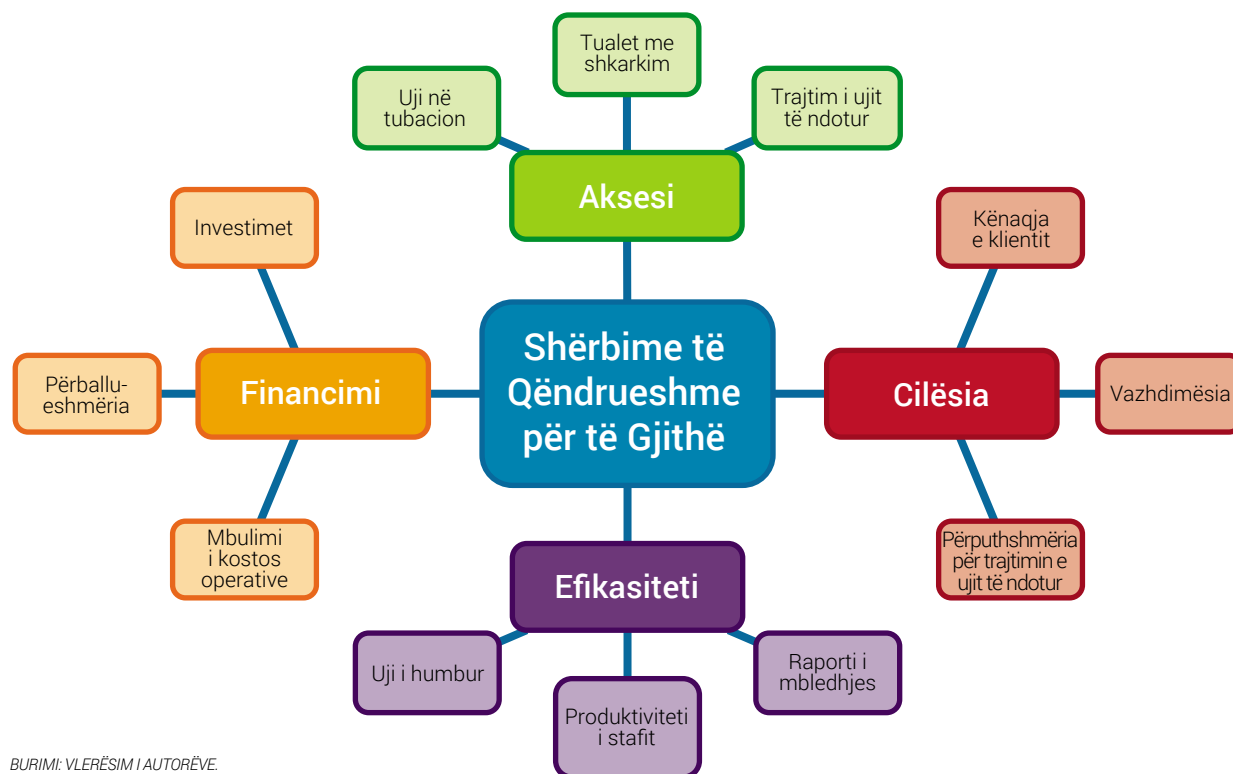 Tualet me
shkarkim
Uji në
tubacion
Trajtim i ujit
të ndotur
Aksesi
Investimet
Kënaqja
e klientit
Përballu-
eshmëria
Financimi
Shërbime të
Qëndrueshme
për të Gjithë
Cilësia
Vazhdimësia
Mbulimi
i kostos
operative
Përputhshmëria
për trajtimin e
ujit të ndotur
Efikasiteti
Uji i humbur
Produktiviteti
i stafit
Raporti i
mbledhjes
BURIMI: VLERËSIM I AUTORËVE.